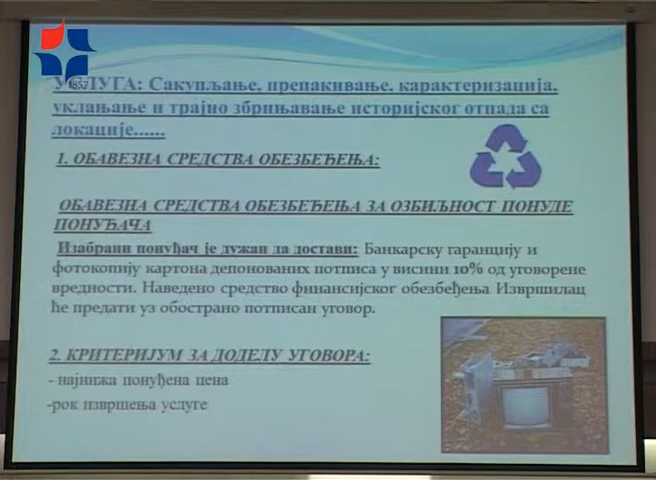 1857
УСЛУГА: Сакупљање, препакивање, карактеризација,
уклањање и трајно збрињавање историјског отпада са
локације......
1. ОБАВЕЗНА СРЕДСТВА ОБЕЗБЕЂЕЊА:
ОБАВЕЗНА СРЕДСТВА ОБЕЗБЕЂЕЊА ЗА ОЗБИЉНОСТ ПОНУДЕ
ПОНУЂАЧА
Изабрани понуђач је дужан да достави: Банкарску гаранцију и
фотокопију картона депонованих потписа у висини 10% од уговорене
вредности. Наведено средство финансијског обезбеђења Извршилац
ће предати уз обострано потписан уговор.
2. КРИТЕРИЈУМ ЗА ДОДЕЛУ УГОВОРА:
- најнижа понуђена цена
-рок извршења услуге